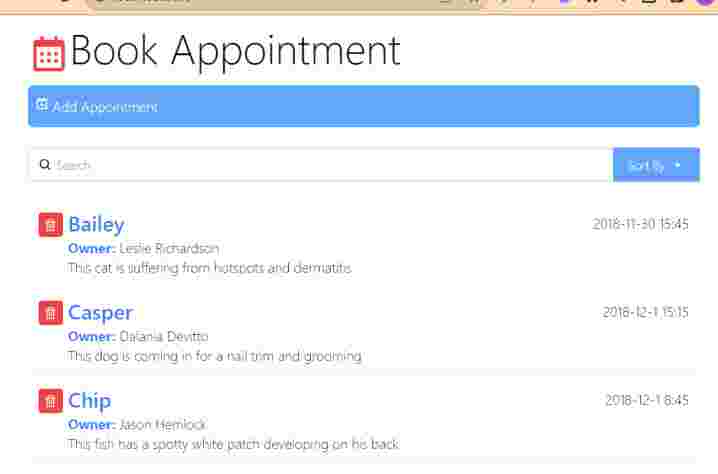 Book Appointment
Add Appointment
Search
Sort By
Bailey
2018-11-30 15:45
Owner: Leslie Richardson
This cat is suffering from hotspots and dermatitis
Casper
2018-12-1 15:15
Owner: Dalania Devitto
This dog is coming in for a nail trim and grooming
Chip
2018-12-1 8:45
Owner: Jason Hemlock
This fish has a spotty white patch developing on his back